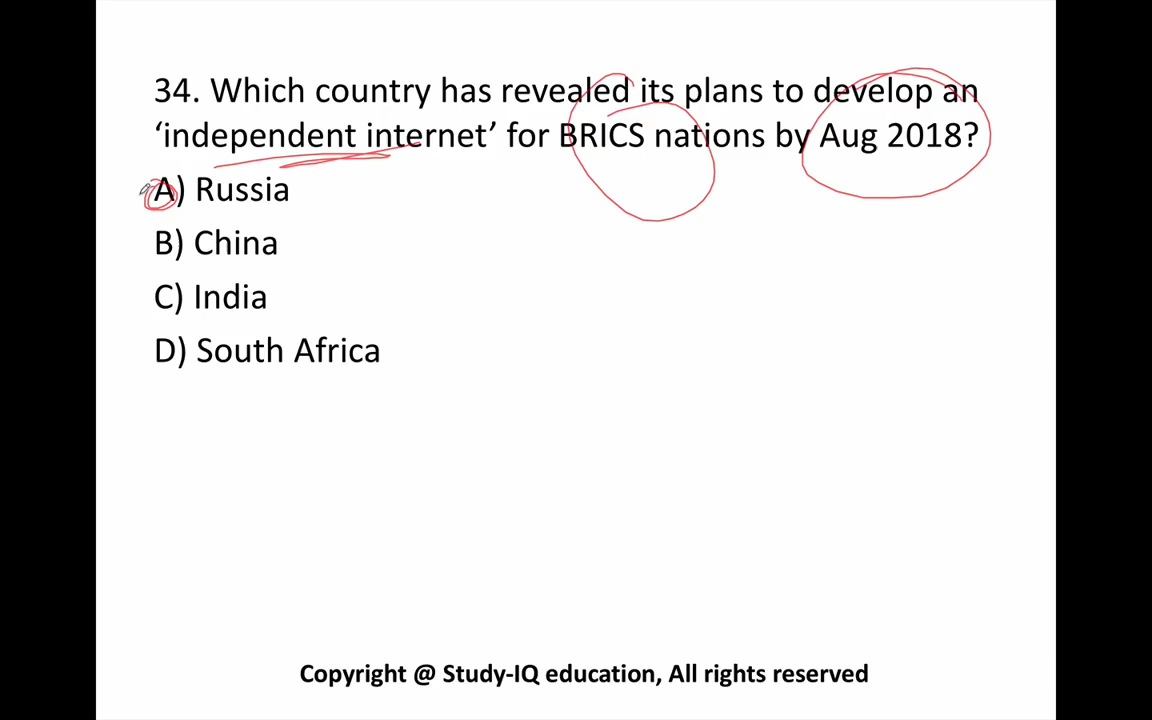 34. Which country has revealed its plans to develop an
‘independent internet’ for BRICS nations by Aug 2018?
A) Russia
B) China
C) India
D) South Africa
Copyright @ Study-IQ education, All rights reserved